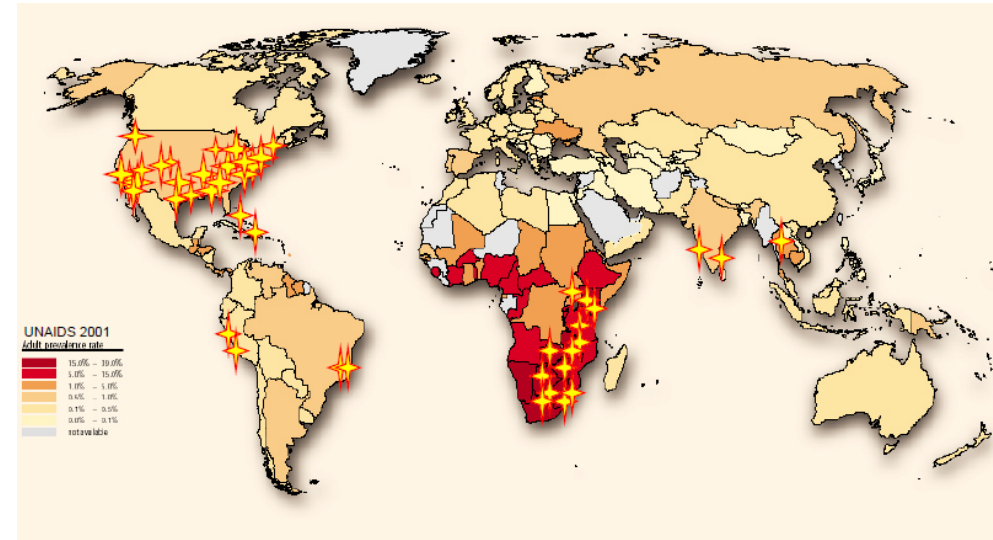 UNAIDS 2001
Adult prevalence rate
15.0% – 39.0%
5.0% – 15.0%
1.0% – 5.0%
0.5% – 1.0%
0.1% – 0.5%
0.0% – 0.1%
not available